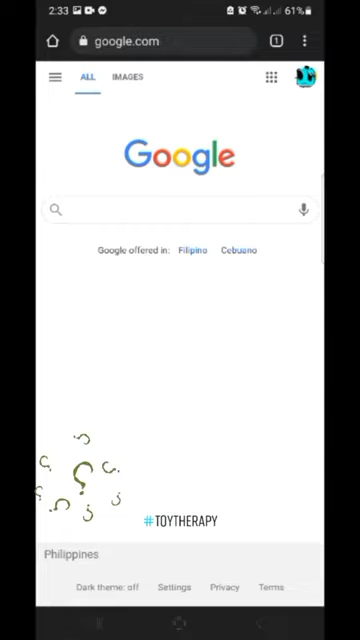 2:33
61%
google.com
1
ALL
IMAGES
Google
Google offered in: Filipino Cebuano
#TOYTHERAPY
Philippines
Dark theme: off Settings Privacy Terms